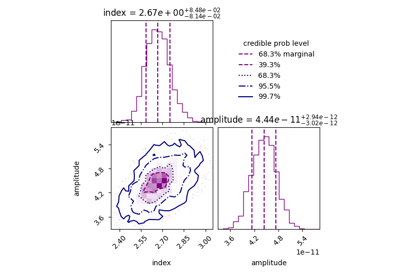 index = 2.67e+00+8.48e−02−8.14e−02
credible prob level
68.3% marginal
39.3%
68.3%
95.5%
99.7%
1e−11
amplitude = 4.44e−11+2.94e−12−3.02e−12
5.4
4.8
4.2
3.6
amplitude
2.40 2.55 2.70 2.85 3.00
index
3.6 4.2 4.8 5.4
1e−11
amplitude